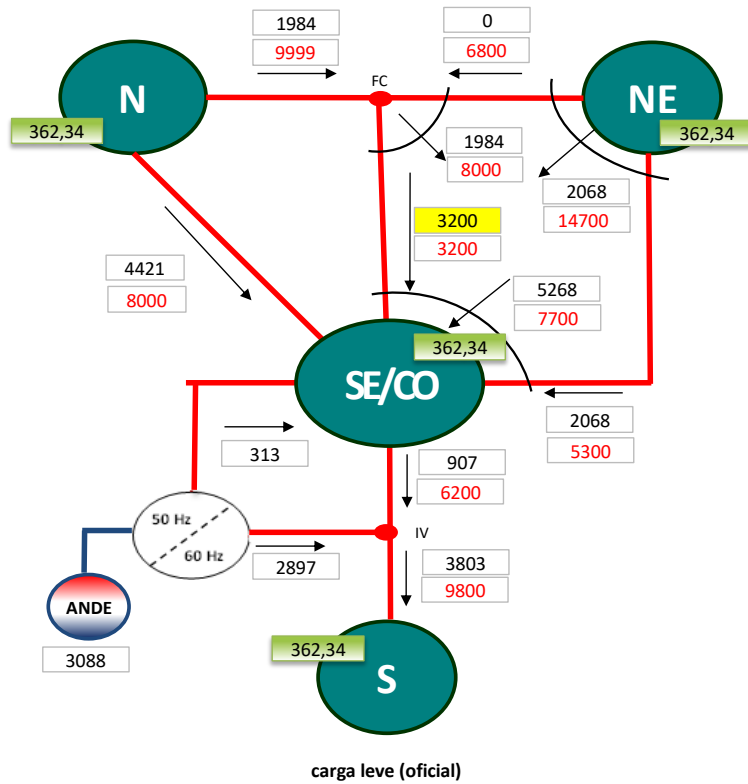 1984
9999
0
6800
FC
N
NE
362,34
362,34
1984
8000
2068
14700
3200
3200
4421
8000
5268
7700
362,34
SE/CO
313
2068
5300
907
6200
50 Hz
60 Hz
IV
2897
3803
9800
ANDE
3088
362,34
S
carga leve (oficial)